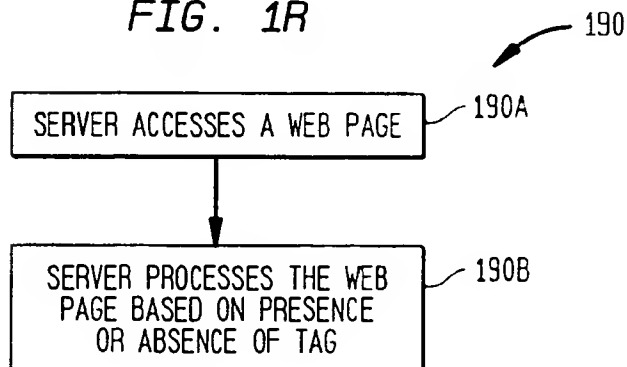 FIG. 1R
190
SERVER ACCESSES A WEB PAGE
190A
SERVER PROCESSES THE WEB
PAGE BASED ON PRESENCE
OR ABSENCE OF TAG
190B